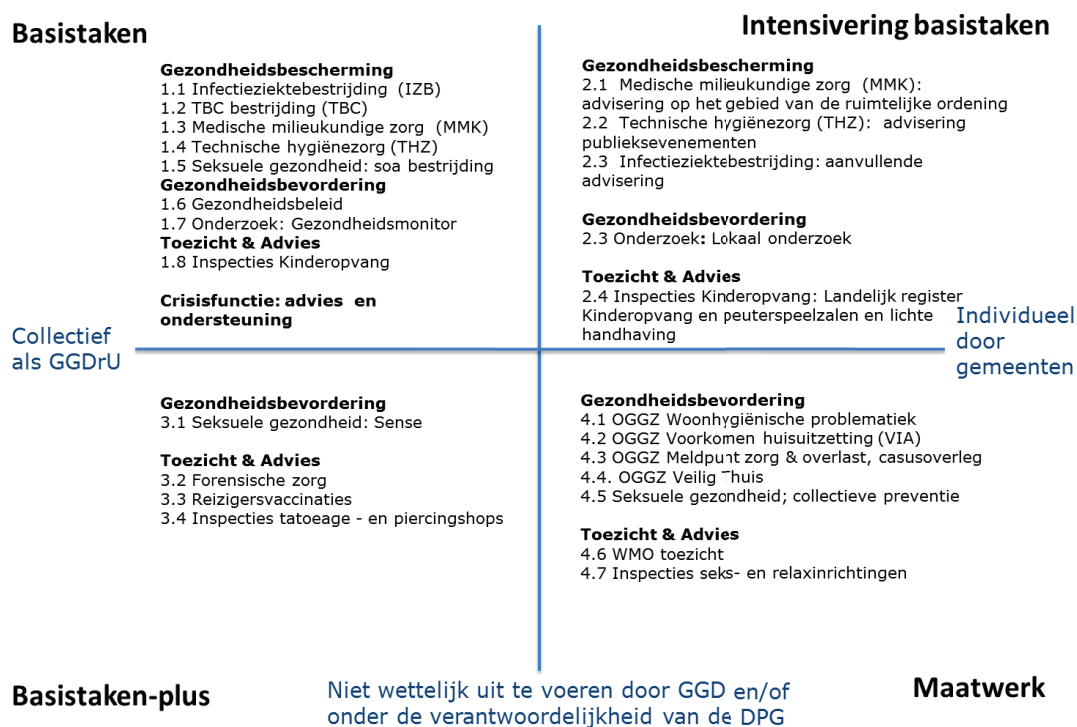 Basistaken
Gezondheidsbescherming
1.1 Infectieziektebestrijding (IZB)
1.2 TBC bestrijding (TBC)
1.3 Medische milieukundige zorg (MMK)
1.4 Technische hygiënezorg (THZ)
1.5 Seksuele gezondheid: soa bestrijding
Gezondheidsbevordering
1.6 Gezondheidsbeleid
1.7 Onderzoek: Gezondheidsmonitor
Toezicht & Advies
1.8 Inspecties Kinderopvang
Crisisfunctie: advies en
ondersteuning
Intensivering basistaken
Gezondheidsbescherming
2.1 Medische milieukundige zorg (MMK):
advisering op het gebied van de ruimtelijke ordening
2.2 Technische hygiënezorg (THZ): advisering
publieksevenementen
2.3 Infectieziektebestrijding: aanvullende
advisering
Gezondheidsbevordering
2.3 Onderzoek: Lokaal onderzoek
Toezicht & Advies
2.4 Inspecties Kinderopvang: Landelijk register
Kinderopvang en peuterspeelzalen en lichte
handhaving
Collectief
als GGDrU
Individueel
door
gemeenten
Gezondheidsbevordering
3.1 Seksuele gezondheid: Sense
Toezicht & Advies
3.2 Forensische zorg
3.3 Reizigersvaccinaties
3.4 Inspecties tatoeage - en piercingshops
Basistaken-plus
Gezondheidsbevordering
4.1 OGGZ Woonhygiënische problematiek
4.2 OGGZ Voorkomen huisuitzetting (VIA)
4.3 OGGZ Meldpunt zorg & overlast, casusoverleg
4.4. OGGZ Veilig Thuis
4.5 Seksuele gezondheid; collectieve preventie
Toezicht & Advies
4.6 WMO toezicht
4.7 Inspecties seks- en relaxinrichtingen
Maatwerk
Niet wettelijk uit te voeren door GGD en/of
onder de verantwoordelijkheid van de DPG